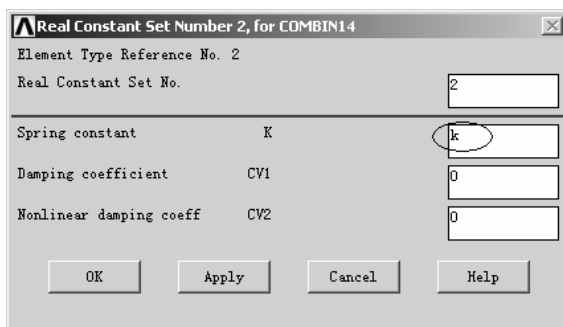 Real Constant Set Number 2, for COMBIN14
Element Type Reference No. 2
Real Constant Set No. 2
Spring constant K k
Damping coefficient CV1 0
Nonlinear damping coeff CV2 0
OK Apply Cancel Help